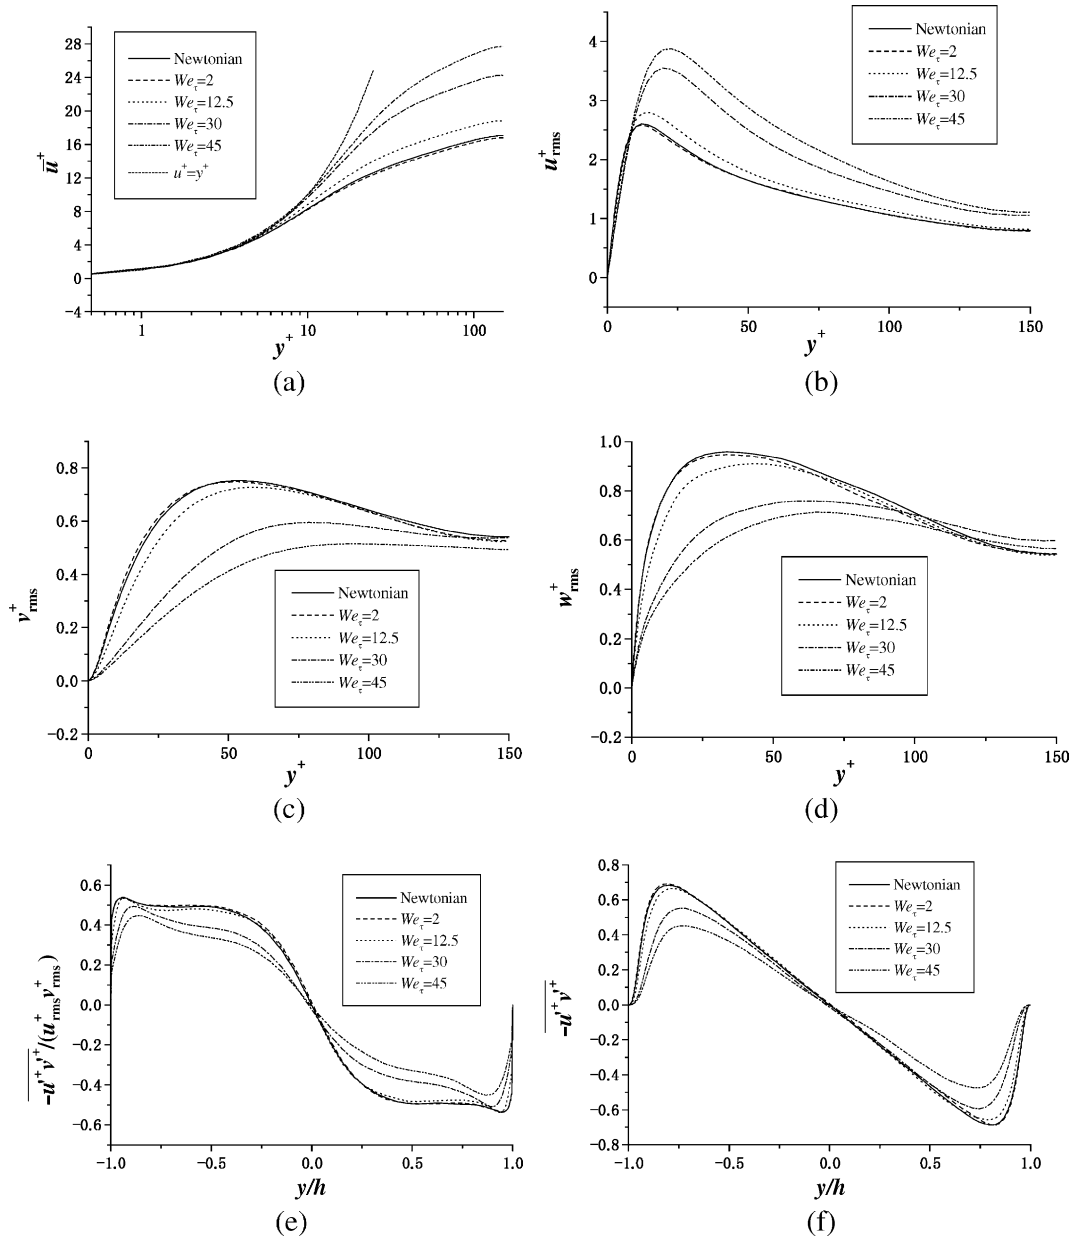 28
24
20
16
12
8
4
0
-4
1
10
100
ū⁺
y⁺
Newtonian
Weτ=2
Weτ=12.5
Weτ=30
Weτ=45
u⁺=y⁺
(a)
4
3
2
1
0
0
50
100
150
u⁺rms
y⁺
Newtonian
Weτ=2
Weτ=12.5
Weτ=30
Weτ=45
(b)
0.8
0.6
0.4
0.2
0.0
-0.2
0
50
100
150
v⁺rms
y⁺
Newtonian
Weτ=2
Weτ=12.5
Weτ=30
Weτ=45
(c)
1.0
0.8
0.6
0.4
0.2
0.0
-0.2
0
50
100
150
w⁺rms
y⁺
Newtonian
Weτ=2
Weτ=12.5
Weτ=30
Weτ=45
(d)
0.6
0.4
0.2
0.0
-0.2
-0.4
-0.6
-1.0
-0.5
0.0
0.5
1.0
-u'⁺v'⁺/(u⁺rms v⁺rms)
y/h
Newtonian
Weτ=2
Weτ=12.5
Weτ=30
Weτ=45
(e)
0.8
0.6
0.4
0.2
0.0
-0.2
-0.4
-0.6
-0.8
-1.0
-0.5
0.0
0.5
1.0
-u'⁺v'⁺
y/h
Newtonian
Weτ=2
Weτ=12.5
Weτ=30
Weτ=45
(f)